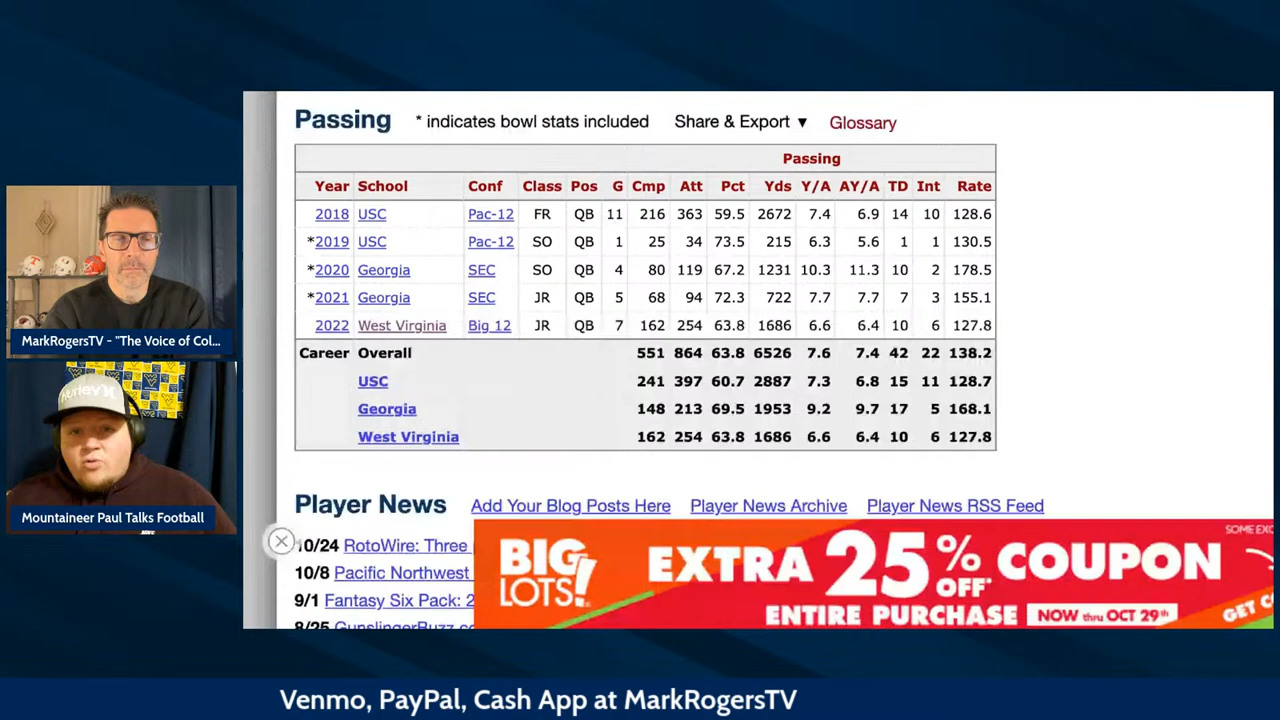 Passing * indicates bowl stats included Share & Export ▼ Glossary
Passing
Year School Conf Class Pos G Cmp Att Pct Yds Y/A AY/A TD Int Rate
2018 USC Pac-12 FR QB 11 216 363 59.5 2672 7.4 6.9 14 10 128.6
*2019 USC Pac-12 SO QB 1 25 34 73.5 215 6.3 5.6 1 1 130.5
*2020 Georgia SEC SO QB 4 80 119 67.2 1231 10.3 11.3 10 2 178.5
*2021 Georgia SEC JR QB 5 68 94 72.3 722 7.7 7.7 7 3 155.1
2022 West Virginia Big 12 JR QB 7 162 254 63.8 1686 6.6 6.4 10 6 127.8
Career Overall 551 864 63.8 6526 7.6 7.4 42 22 138.2
USC 241 397 60.7 2887 7.3 6.8 15 11 128.7
Georgia 148 213 69.5 1953 9.2 9.7 17 5 168.1
West Virginia 162 254 63.8 1686 6.6 6.4 10 6 127.8
Player News Add Your Blog Posts Here Player News Archive Player News RSS Feed
10/24 RotoWire: Three
10/8 Pacific Northwest
9/1 Fantasy Six Pack: 2
8/25 GunslingerBuzz.co
BIG
LOTS!
EXTRA 25% OFF* COUPON
ENTIRE PURCHASE NOW thru OCT 29th
SOME EXC
GET C
MarkRogersTV - "The Voice of Col...
Hurley
Mountaineer Paul Talks Football
Venmo, PayPal, Cash App at MarkRogersTV